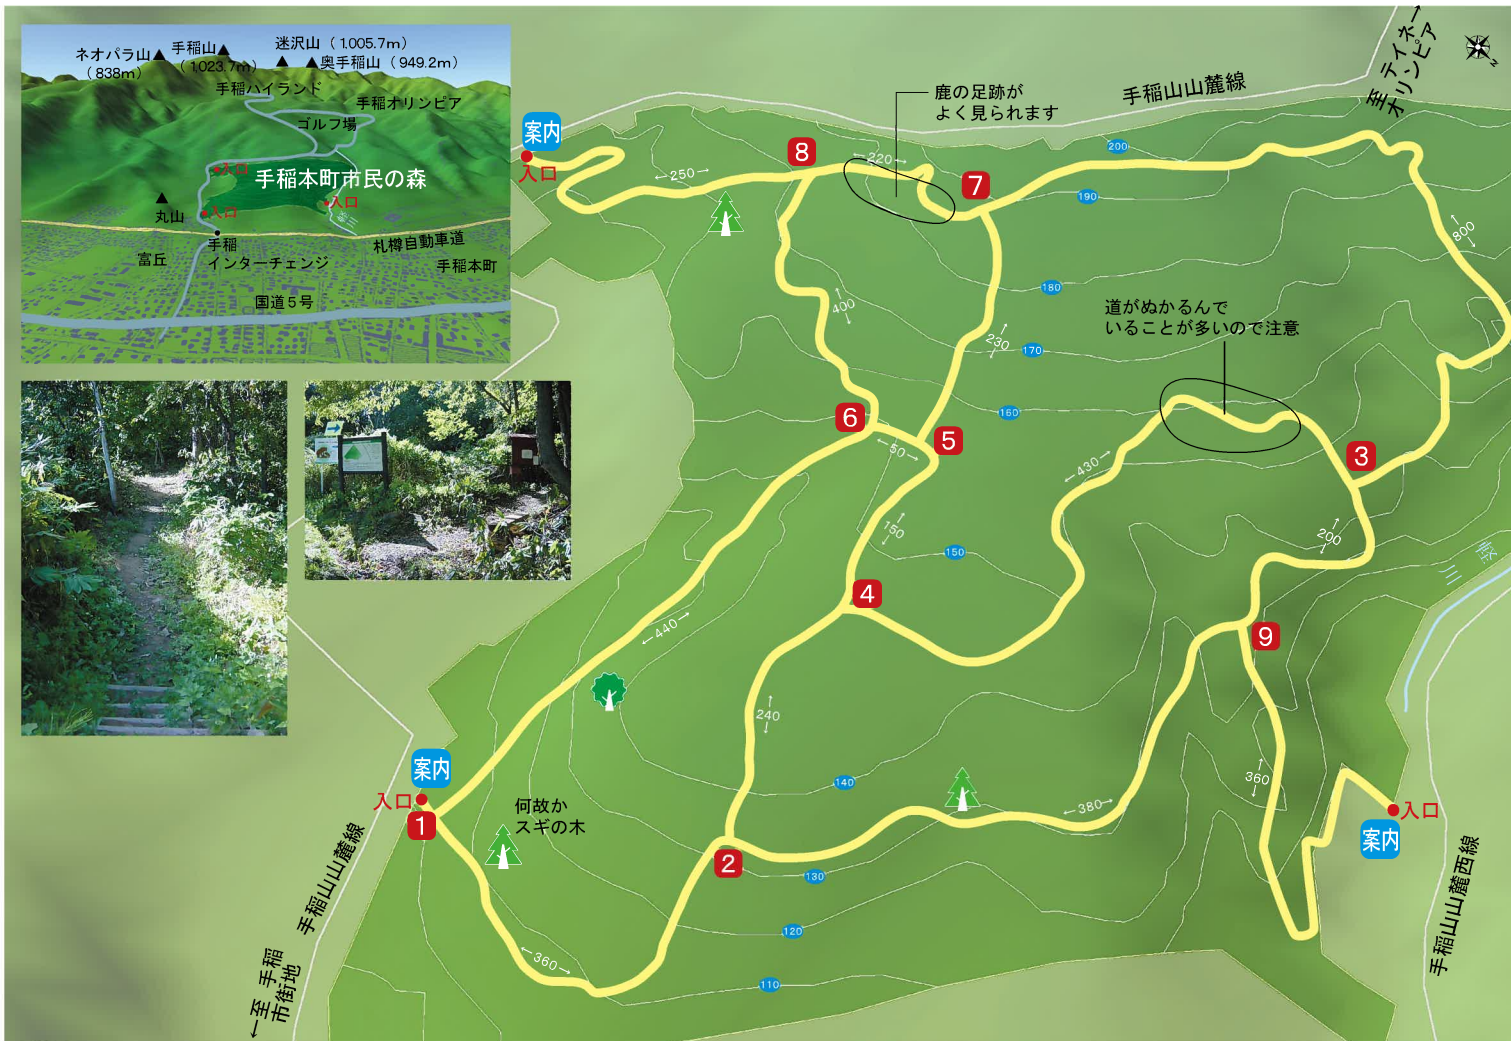 ネオパラ山
（838m）
手稲山
（1,023.7m）
迷沢山（1,005.7m）
奥手稲山（949.2m）
手稲ハイランド
手稲オリンピア
ゴルフ場
入口
手稲本町市民の森
入口
入口
丸山
手稲
インターチェンジ
富丘
札樽自動車道
手稲本町
国道5号
案内
入口
鹿の足跡が
よく見られます
手稲山山麓線
至 テイネ
オリンピア
N
8
7
←220→
←250→
200
190
180
170
160
150
140
130
120
110
←800→
←400→
←230→
道がぬかるんで
いることが多いので注意
6
5
←50→
3
←430→
←200→
←150→
4
9
←440→
←240→
←380→
←360→
案内
入口
1
何故か
スギの木
2
←360→
入口
案内
手稲山山麓線
←至 手稲
市街地
手稲山山麓西線